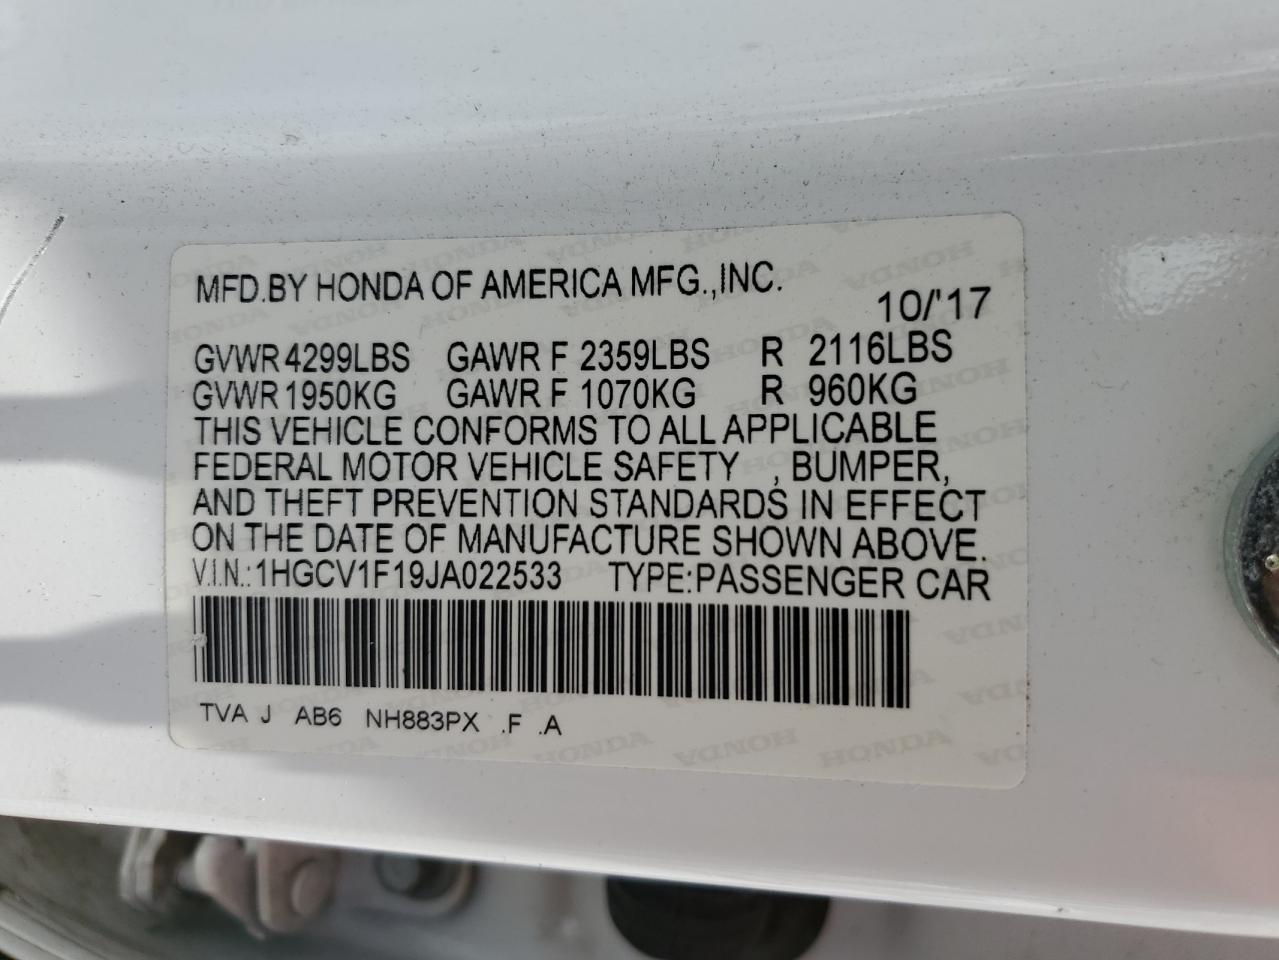 MFD.BY HONDA OF AMERICA MFG.,INC.
10/'17
GVWR 4299LBS GAWR F 2359LBS R 2116LBS
GVWR 1950KG GAWR F 1070KG R 960KG
THIS VEHICLE CONFORMS TO ALL APPLICABLE
FEDERAL MOTOR VEHICLE SAFETY , BUMPER,
AND THEFT PREVENTION STANDARDS IN EFFECT
ON THE DATE OF MANUFACTURE SHOWN ABOVE.
V.I.N.:1HGCV1F19JA022533 TYPE:PASSENGER CAR
TVA J AB6 NH883PX .F .A